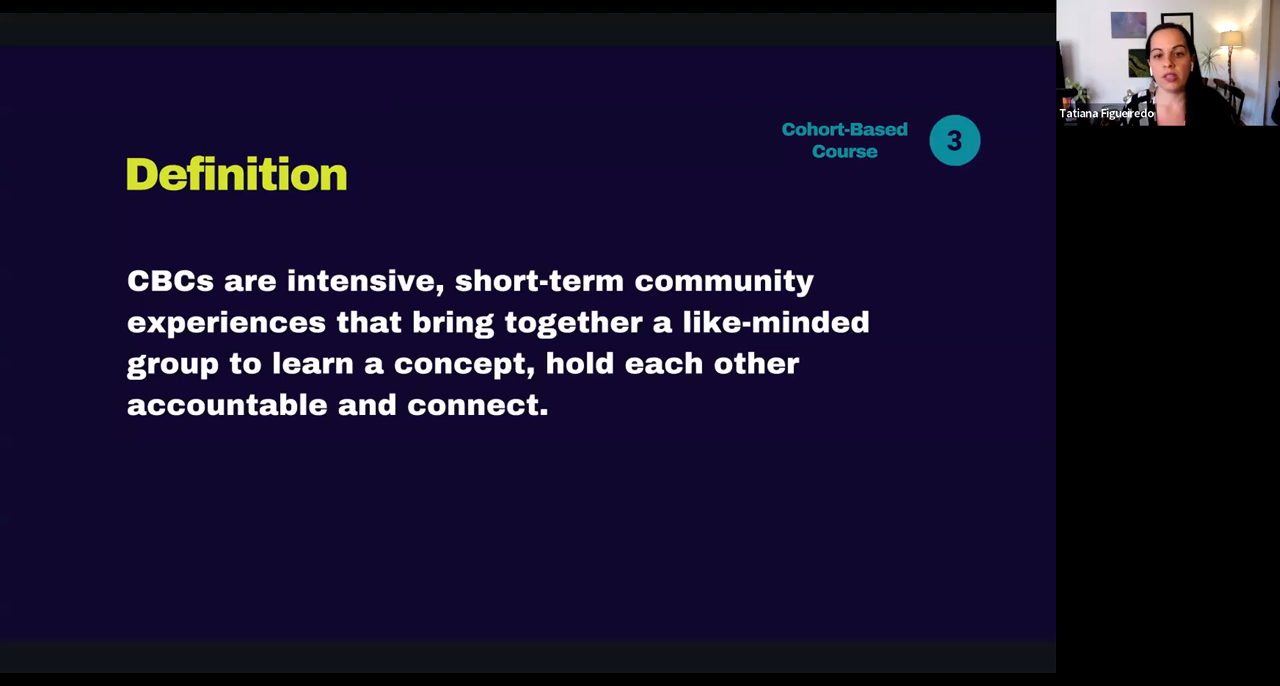 Cohort-Based
Course
3
Definition
CBCs are intensive, short-term community
experiences that bring together a like-minded
group to learn a concept, hold each other
accountable and connect.
Tatiana Figueiredo